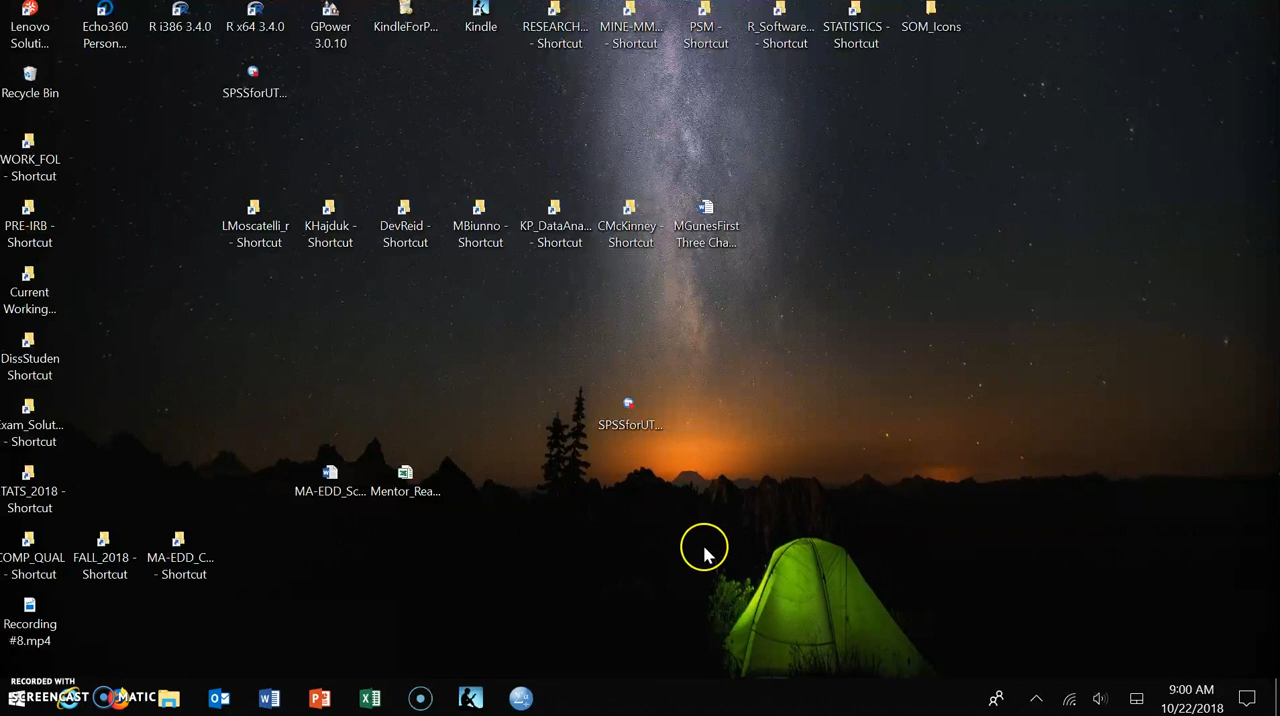 Lenovo
Soluti...
Echo360
Person...
R i386 3.4.0
R x64 3.4.0
GPower
3.0.10
KindleForP...
Kindle
RESEARCH...
- Shortcut
MINE-MM...
- Shortcut
PSM -
Shortcut
R_Software...
- Shortcut
STATISTICS -
Shortcut
SOM_Icons
Recycle Bin
SPSSforUT...
WORK_FOL
- Shortcut
PRE-IRB -
Shortcut
LMoscatelli_r
- Shortcut
KHajduk -
Shortcut
DevReid -
Shortcut
MBiunno -
Shortcut
KP_DataAna...
- Shortcut
CMcKinney -
Shortcut
MGunesFirst
Three Cha...
Current
Working...
DissStuden
Shortcut
Exam_Solut...
- Shortcut
SPSSforUT...
TATS_2018 -
Shortcut
MA-EDD_Sc...
Mentor_Rea...
COMP_QUAL
- Shortcut
FALL_2018 -
Shortcut
MA-EDD_C...
- Shortcut
Recording
#8.mp4
RECORDED WITH
SCREENCAST MATIC
9:00 AM
10/22/2018